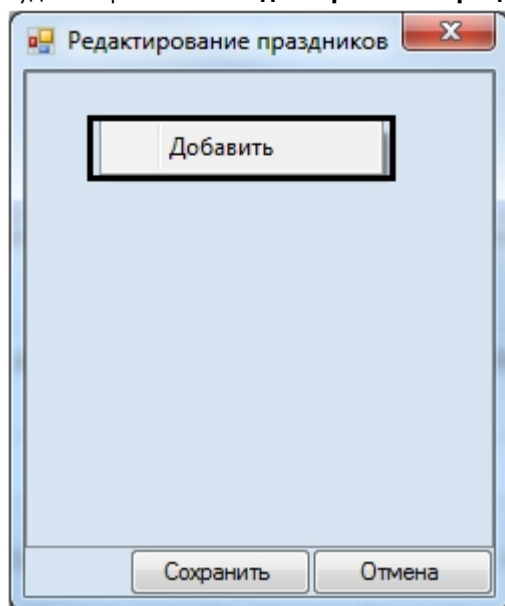 Редактирование праздников
Добавить
Сохранить Отмена